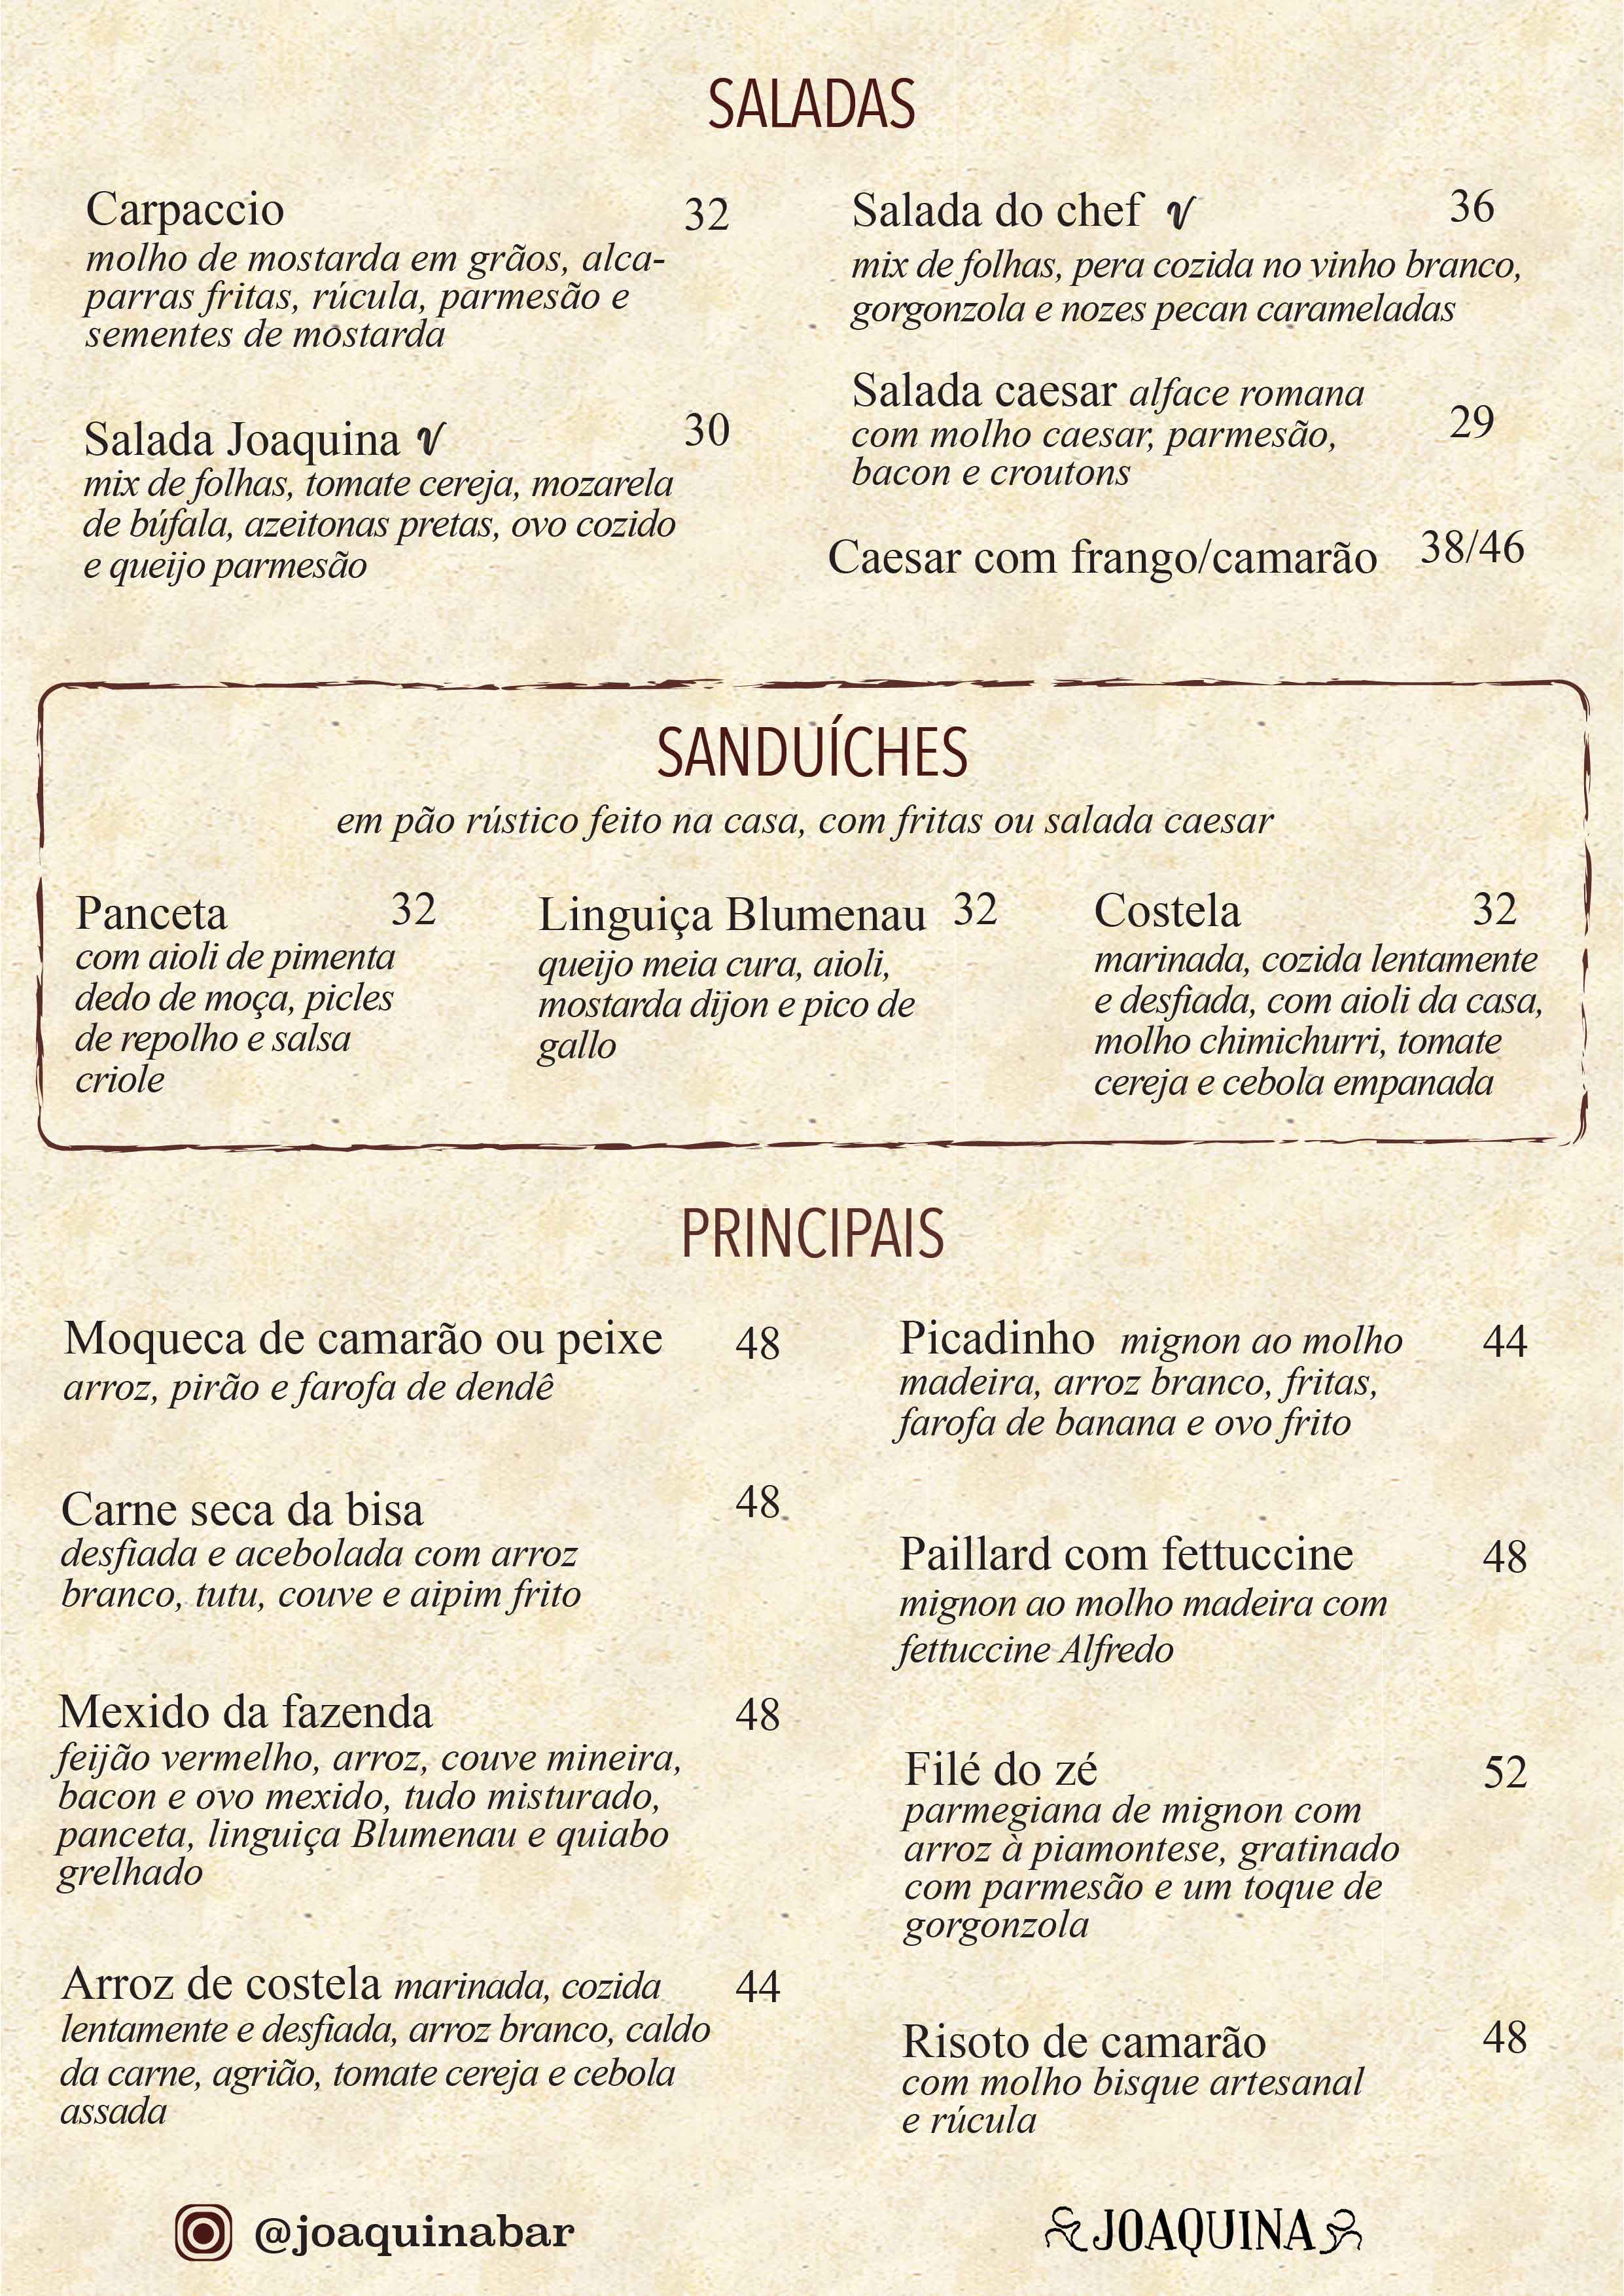 SALADAS
Carpaccio 32
molho de mostarda em grãos, alca-
parras fritas, rúcula, parmesão e
sementes de mostarda
Salada Joaquina V 30
mix de folhas, tomate cereja, mozarela
de búfala, azeitonas pretas, ovo cozido
e queijo parmesão
Salada do chef V 36
mix de folhas, pera cozida no vinho branco,
gorgonzola e nozes pecan carameladas
Salada caesar alface romana
com molho caesar, parmesão, 29
bacon e croutons
Caesar com frango/camarão 38/46
SANDUÍCHES
em pão rústico feito na casa, com fritas ou salada caesar
Panceta 32
com aioli de pimenta
dedo de moça, picles
de repolho e salsa
criole
Linguiça Blumenau 32
queijo meia cura, aioli,
mostarda dijon e pico de
gallo
Costela 32
marinada, cozida lentamente
e desfiada, com aioli da casa,
molho chimichurri, tomate
cereja e cebola empanada
PRINCIPAIS
Moqueca de camarão ou peixe 48
arroz, pirão e farofa de dendê
Carne seca da bisa 48
desfiada e acebolada com arroz
branco, tutu, couve e aipim frito
Mexido da fazenda 48
feijão vermelho, arroz, couve mineira,
bacon e ovo mexido, tudo misturado,
panceta, linguiça Blumenau e quiabo
grelhado
Arroz de costela marinada, cozida 44
lentamente e desfiada, arroz branco, caldo
da carne, agrião, tomate cereja e cebola
assada
Picadinho mignon ao molho 44
madeira, arroz branco, fritas,
farofa de banana e ovo frito
Paillard com fettuccine 48
mignon ao molho madeira com
fettuccine Alfredo
Filé do zé 52
parmegiana de mignon com
arroz à piamontese, gratinado
com parmesão e um toque de
gorgonzola
Risoto de camarão 48
com molho bisque artesanal
e rúcula
@joaquinabar
JOAQUINA